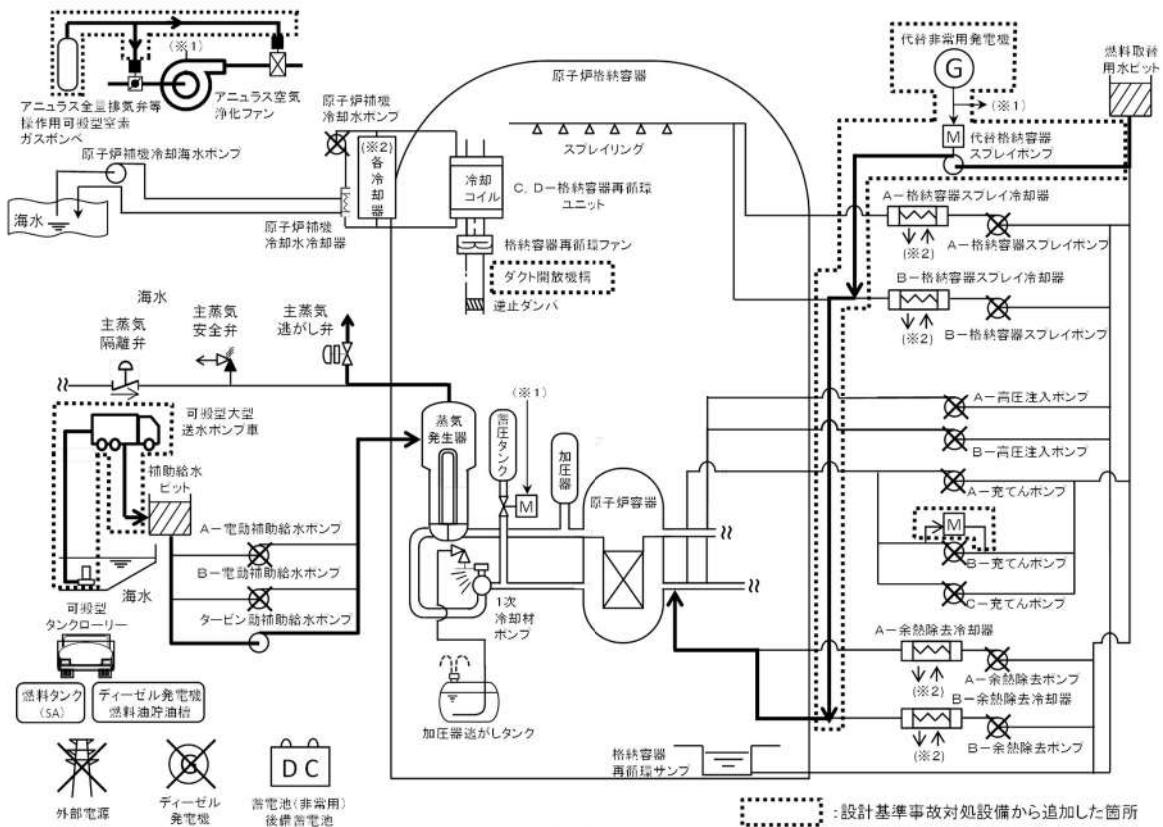 (※1)
アニュラス全量排気弁等
操作用可搬型窒素
ガスボンベ
アニュラス空気
浄化ファン
原子炉補機
冷却水ポンプ
原子炉補機冷却海水ポンプ
海水
(※2)
各
冷
却
器
原子炉補機
冷却水冷却器
原子炉格納容器
スプレイリング
冷却
コイル
C, D-格納容器再循環
ユニット
格納容器再循環ファン
ダクト開放機構
逆止ダンパ
代替非常用発電機
G
(※1)
M
代替格納容器
スプレイポンプ
燃料取替
用水ピット
A-格納容器スプレイ冷却器
(※2)
A-格納容器スプレイポンプ
B-格納容器スプレイ冷却器
(※2)
B-格納容器スプレイポンプ
海水
主蒸気
隔離弁
主蒸気
安全弁
主蒸気
逃がし弁
可搬型大型
送水ポンプ車
補助給水
ピット
A-電動補助給水ポンプ
B-電動補助給水ポンプ
タービン動補助給水ポンプ
海水
可搬型
タンクローリー
燃料タンク
(SA)
ディーゼル発電機
燃料油貯油槽
蒸気
発生器
蓄圧タンク
(※1)
M
加圧器
原子炉容器
1次
冷却材
ポンプ
加圧器逃がしタンク
A-高圧注入ポンプ
B-高圧注入ポンプ
A-充てんポンプ
M
B-充てんポンプ
C-充てんポンプ
A-余熱除去冷却器
(※2)
A-余熱除去ポンプ
B-余熱除去冷却器
(※2)
B-余熱除去ポンプ
格納容器
再循環サンプ
外部電源
G
ディーゼル
発電機
DC
蓄電池(非常用)
後備蓄電池
:設計基準事故対処設備から追加した箇所